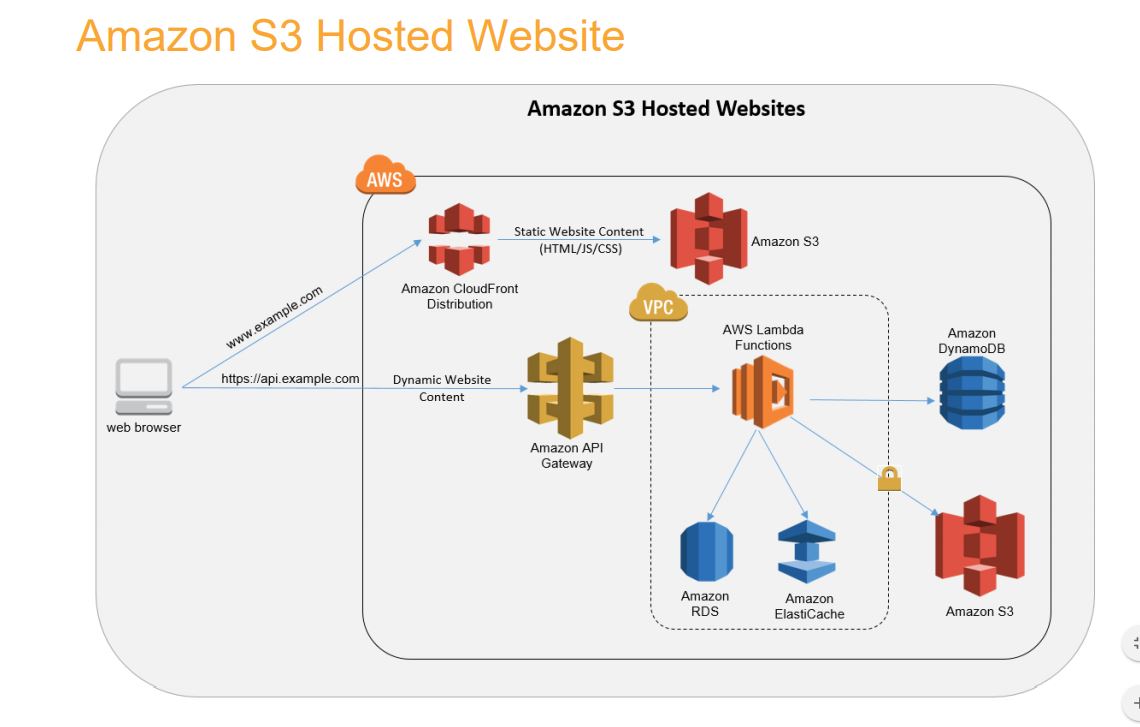 Amazon S3 Hosted Website
Amazon S3 Hosted Websites
AWS
Static Website Content
(HTML/JS/CSS)
Amazon S3
Amazon CloudFront
Distribution
www.example.com
VPC
AWS Lambda
Functions
Amazon
DynamoDB
https://api.example.com
Dynamic Website
Content
web browser
Amazon API
Gateway
Amazon
RDS
Amazon
ElastiCache
Amazon S3